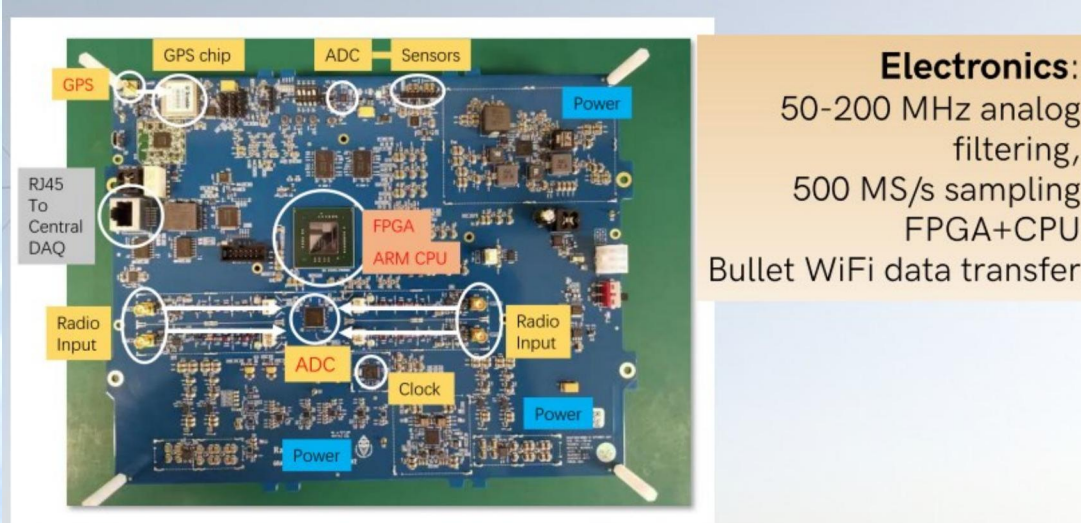 GPS chip
ADC
Sensors
GPS
Power
RJ45
To
Central
DAQ
FPGA
ARM CPU
Radio
Input
Radio
Input
ADC
Clock
Power
Power
Electronics:
50-200 MHz analog
filtering,
500 MS/s sampling
FPGA+CPU
Bullet WiFi data transfer